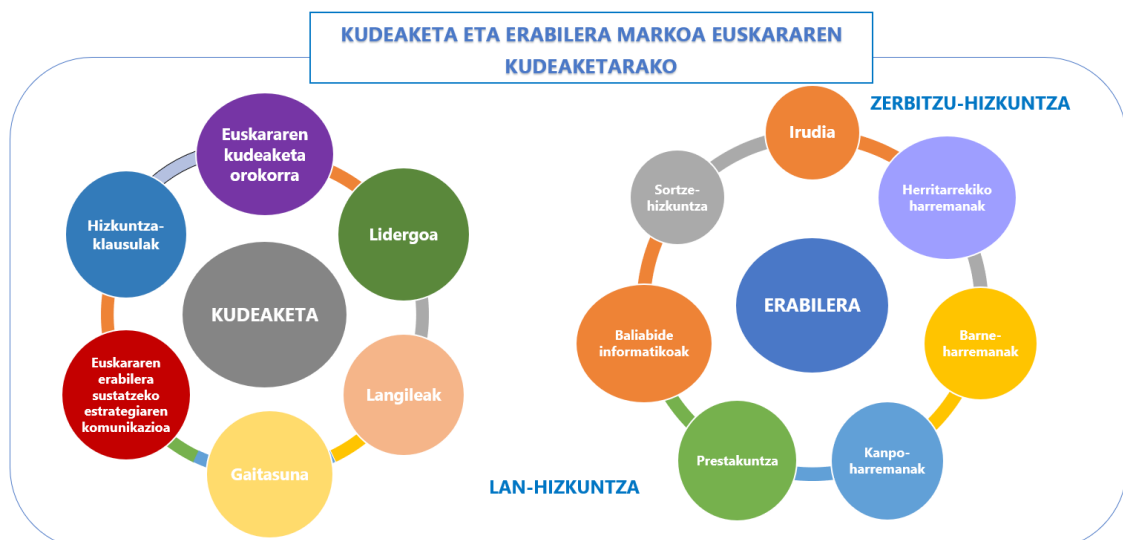 KUDEAKETA ETA ERABILERA MARKOA EUSKARAREN
KUDEAKETARAKO
Euskararen
kudeaketa
orokorra
Lidergoa
Langileak
Gaitasuna
Euskararen
erabilera
sustatzeko
estrategiaren
komunikazioa
Hizkuntza-
klausulak
KUDEAKETA
ZERBITZU-HIZKUNTZA
Irudia
Herritarrekiko
harremanak
Barne-
harremanak
Kanpo-
harremanak
Prestakuntza
Baliabide
informatikoak
Sortze-
hizkuntza
ERABILERA
LAN-HIZKUNTZA